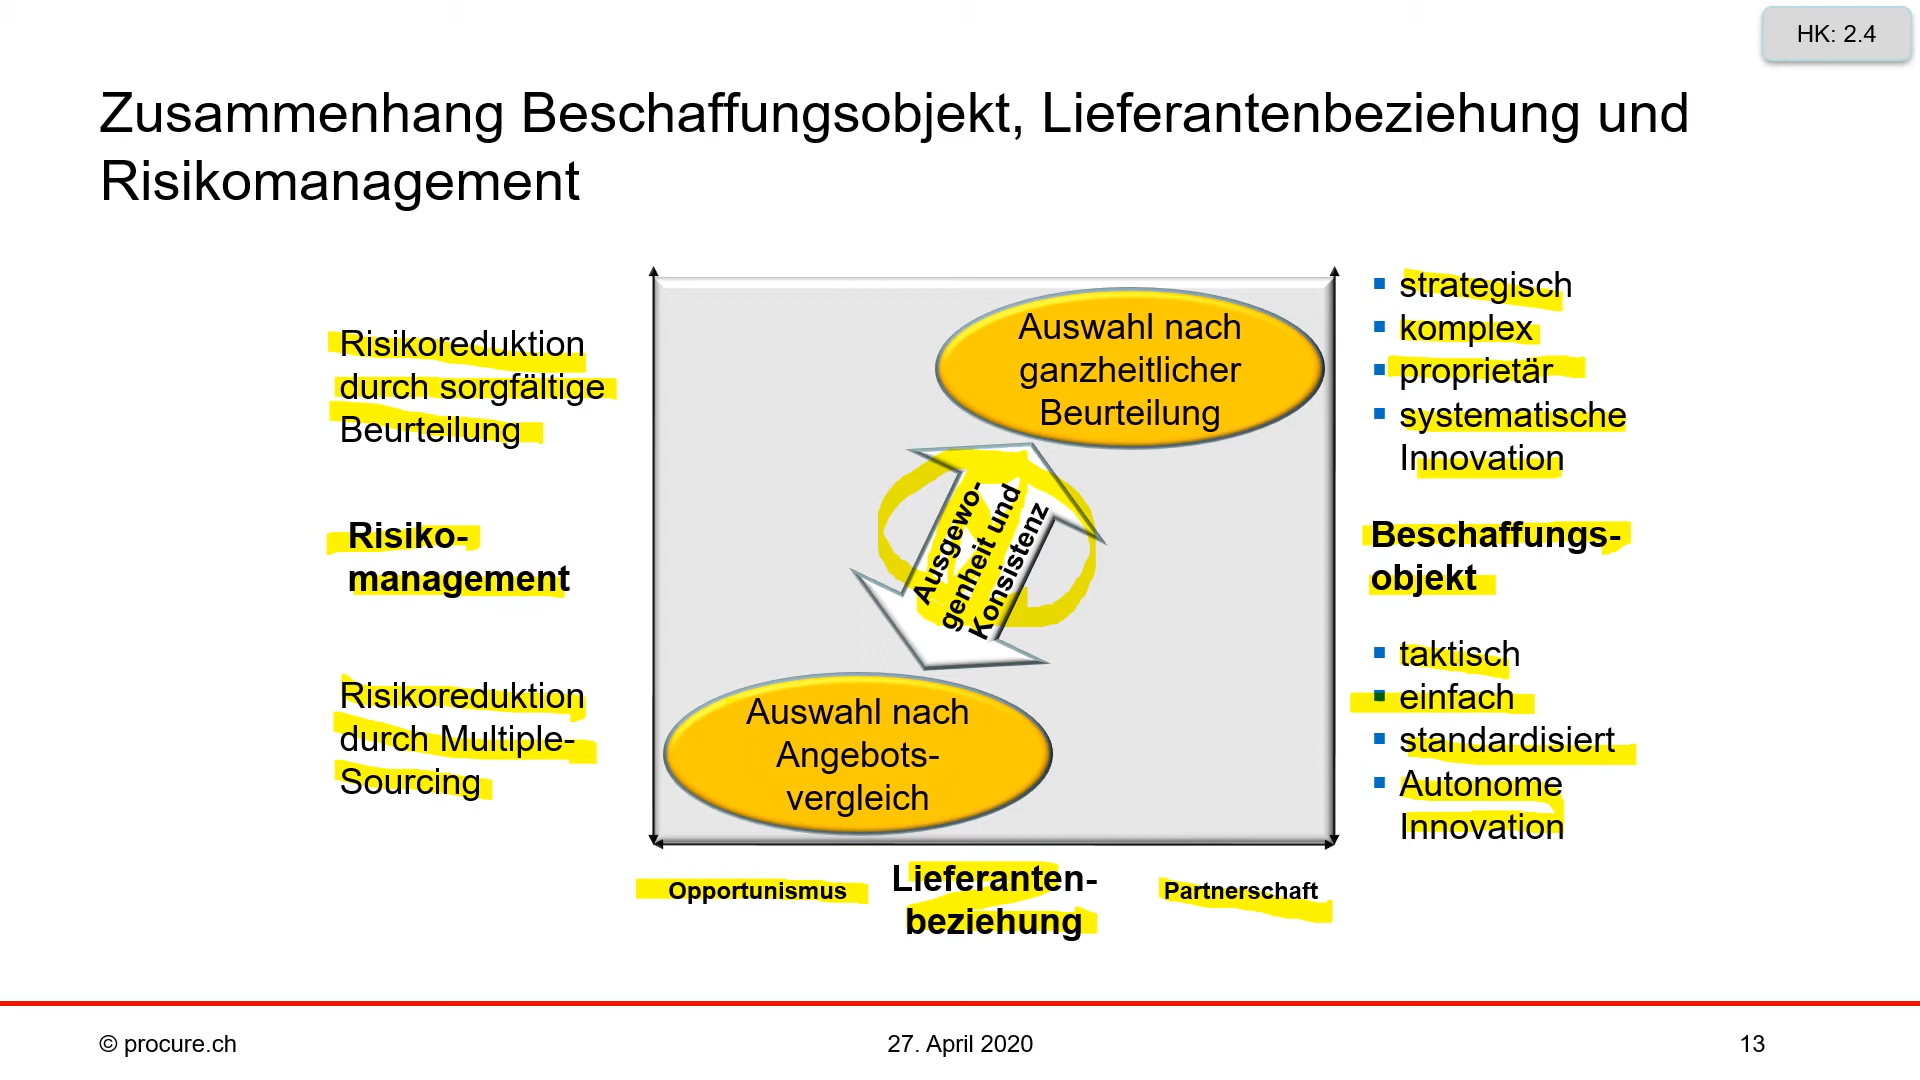 HK: 2.4
Zusammenhang Beschaffungsobjekt, Lieferantenbeziehung und
Risikomanagement
Risikoreduktion
durch sorgfältige
Beurteilung
Risiko-
management
Risikoreduktion
durch Multiple-
Sourcing
Auswahl nach
ganzheitlicher
Beurteilung
Ausgewo-
genheit und
Konsistenz
Auswahl nach
Angebots-
vergleich
strategisch
komplex
proprietär
systematische
Innovation
Beschaffungs-
objekt
taktisch
einfach
standardisiert
Autonome
Innovation
Opportunismus
Lieferanten-
beziehung
Partnerschaft
© procure.ch
27. April 2020
13